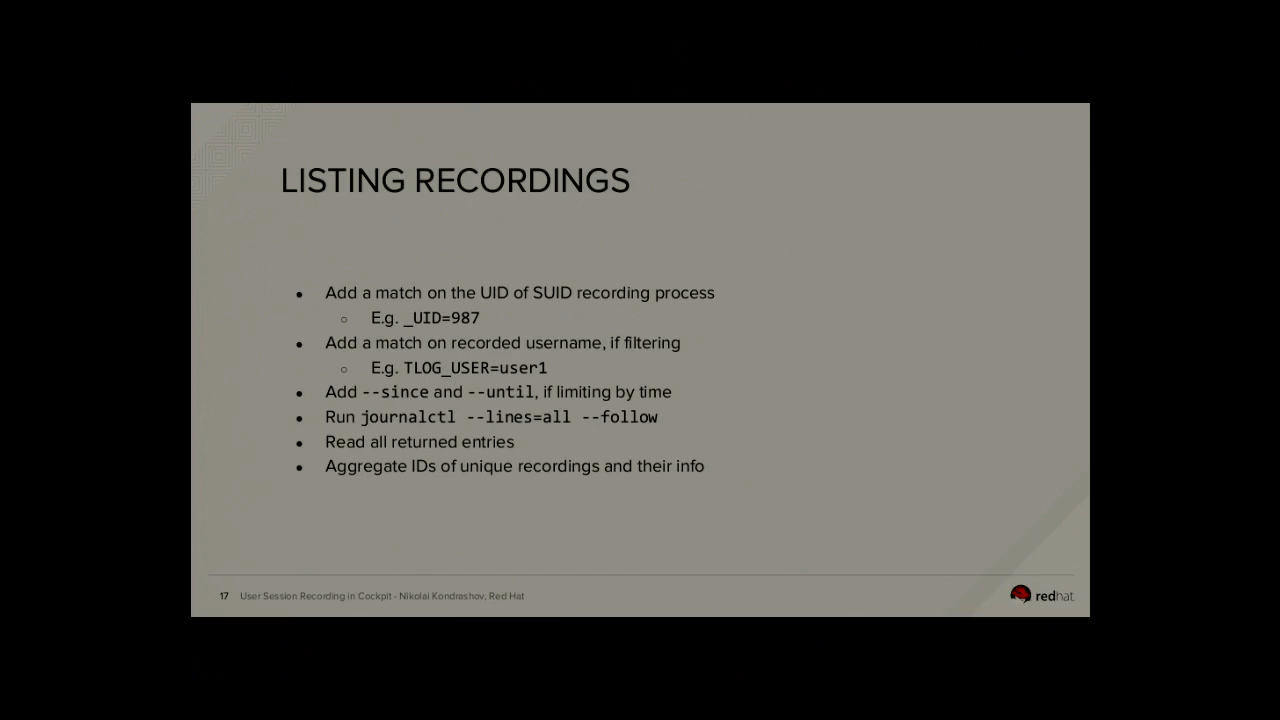 LISTING RECORDINGS
● Add a match on the UID of SUID recording process
○ E.g. _UID=987
● Add a match on recorded username, if filtering
○ E.g. TLOG_USER=user1
● Add --since and --until, if limiting by time
● Run journalctl --lines=all --follow
● Read all returned entries
● Aggregate IDs of unique recordings and their info
17 User Session Recording in Cockpit - Nikolai Kondrashov, Red Hat
redhat